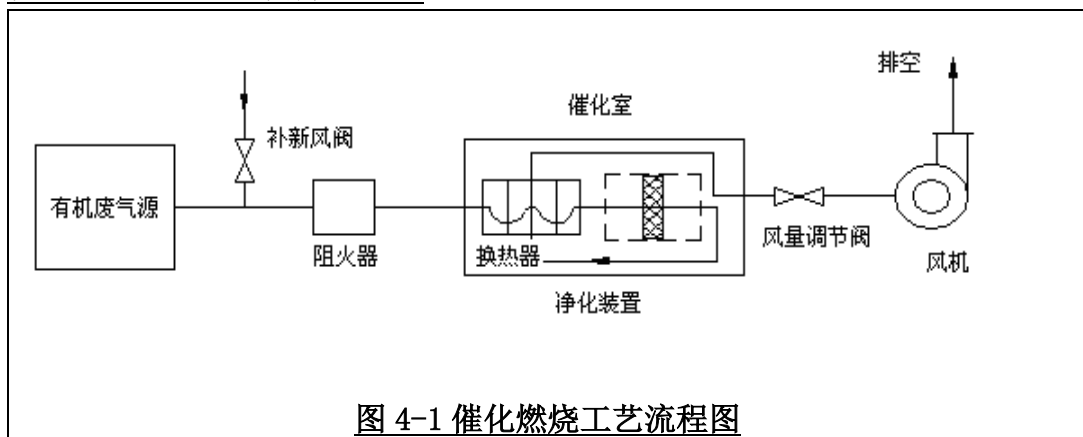 排空
催化室
补新风阀
有机废气源
阻火器
换热器
风量调节阀
风机
净化装置
图 4-1 催化燃烧工艺流程图